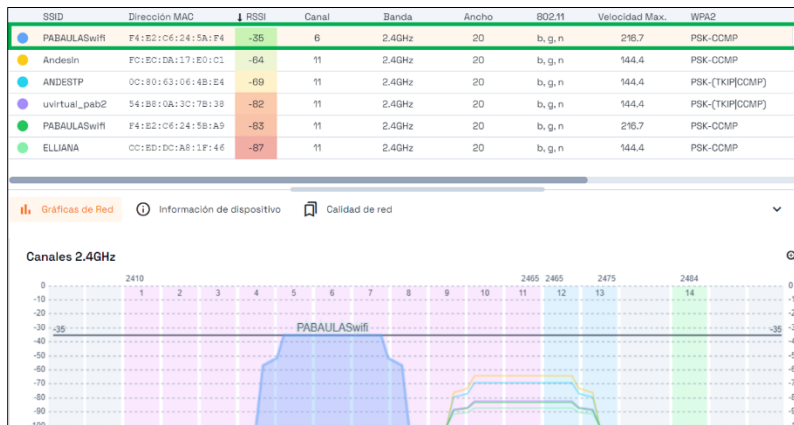 SSID Dirección MAC ↓ RSSI Canal Banda Ancho 802.11 Velocidad Max. WPA2
PABAULASwifi F4:E2:C6:24:5A:F4 -35 6 2.4GHz 20 b, g, n 216.7 PSK-CCMP
AndesIn FC:EC:DA:17:E0:C1 -64 11 2.4GHz 20 b, g, n 144.4 PSK-CCMP
ANDESTP 0C:80:63:06:4B:E4 -69 11 2.4GHz 20 b, g, n 144.4 PSK-(TKIP|CCMP)
uvirtual_pab2 54:B8:0A:3C:7B:38 -82 11 2.4GHz 20 b, g, n 144.4 PSK-(TKIP|CCMP)
PABAULASwifi F4:E2:C6:24:5B:A9 -83 11 2.4GHz 20 b, g, n 216.7 PSK-CCMP
ELLIANA CC:ED:DC:A8:1F:46 -87 11 2.4GHz 20 b, g, n 144.4 PSK-CCMP
Gráficas de Red Información de dispositivo Calidad de red
Canales 2.4GHz
2410 2465 2465 2475 2484
0 1 2 3 4 5 6 7 8 9 10 11 12 13 14 0
-10
-20
-30 -35 PABAULASwifi -35
-40
-50
-60
-70
-80
-90